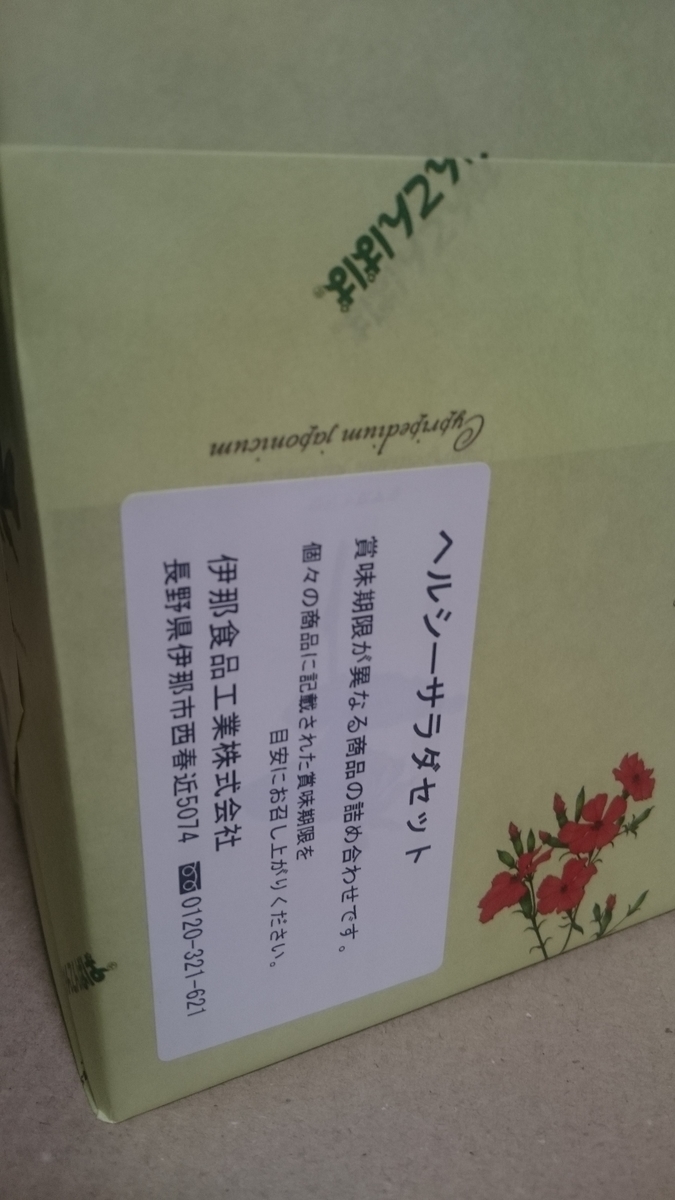 かんてんぱぱ
Cypripedium japonicum
ヘルシーサラダセット
賞味期限が異なる商品の詰め合わせです。
個々の商品に記載された賞味期限を
目安にお召し上がりください。
伊那食品工業株式会社
長野県伊那市西春近5074 0120-321-621